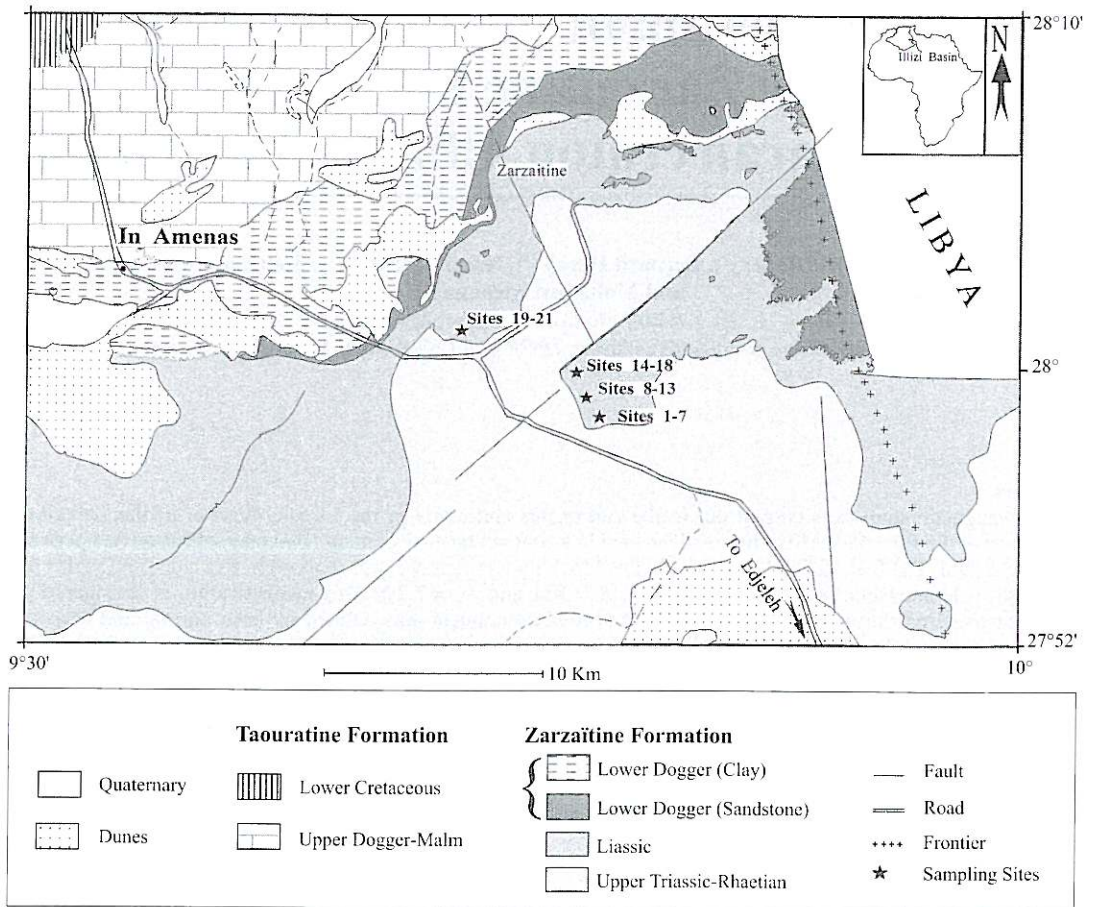 28°10'
Illizi Basin
N
LIBYA
Zarzaitine
In Amenas
Sites 19-21
28°
Sites 14-18
Sites 8-13
Sites 1-7
To Edjeleh
27°52'
9°30'
10°
10 Km
Taouratine Formation
Zarzaïtine Formation
Quaternary
Dunes
Lower Cretaceous
Upper Dogger-Malm
Lower Dogger (Clay)
Lower Dogger (Sandstone)
Liassic
Upper Triassic-Rhaetian
Fault
Road
Frontier
Sampling Sites